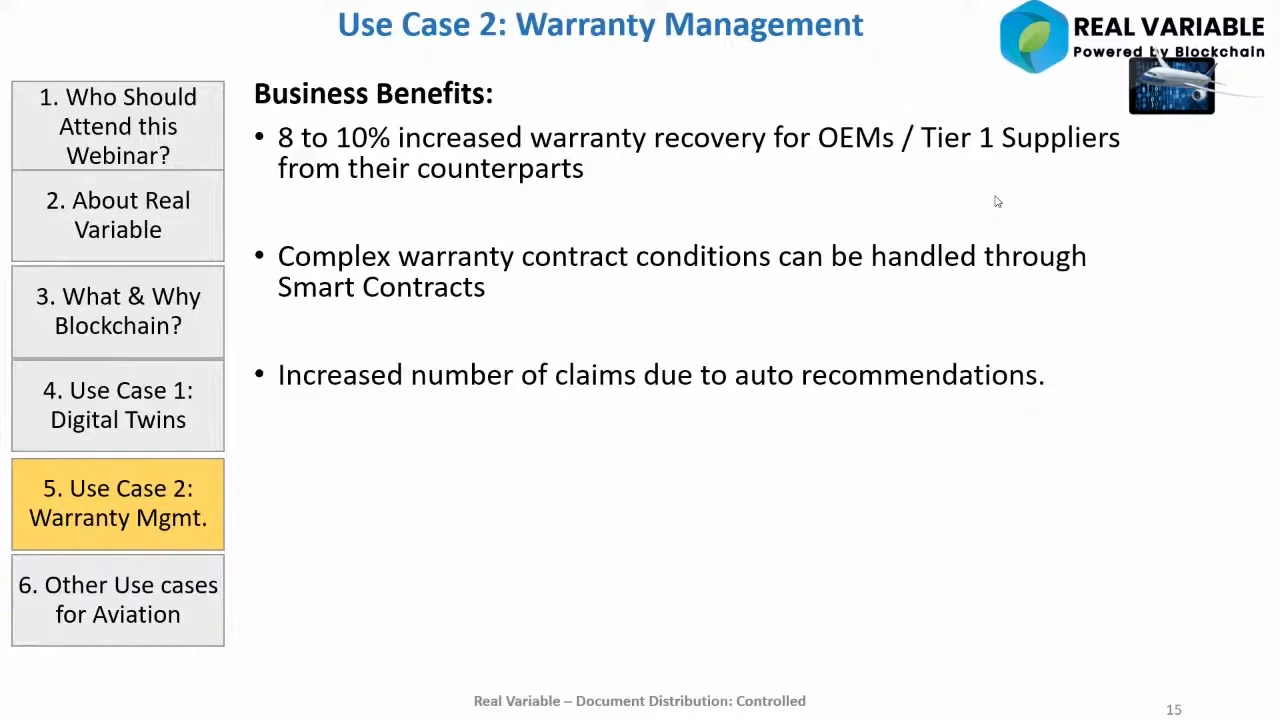 Use Case 2: Warranty Management
REAL VARIABLE
Powered by Blockchain
1. Who Should
Attend this
Webinar?
2. About Real
Variable
3. What & Why
Blockchain?
4. Use Case 1:
Digital Twins
5. Use Case 2:
Warranty Mgmt.
6. Other Use cases
for Aviation
Business Benefits:
• 8 to 10% increased warranty recovery for OEMs / Tier 1 Suppliers
from their counterparts
• Complex warranty contract conditions can be handled through
Smart Contracts
• Increased number of claims due to auto recommendations.
Real Variable – Document Distribution: Controlled
15